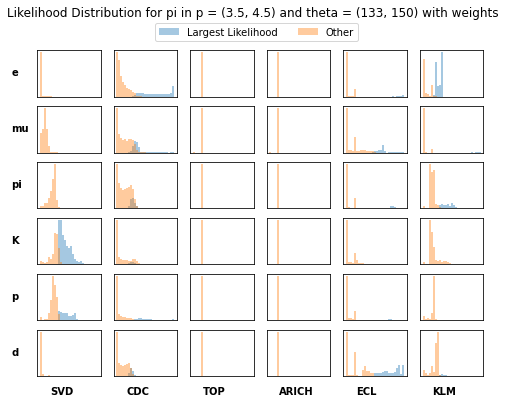 Likelihood Distribution for pi in p = (3.5, 4.5) and theta = (133, 150) with weights
Largest Likelihood Other
e
mu
pi
K
p
d
SVD CDC TOP ARICH ECL KLM